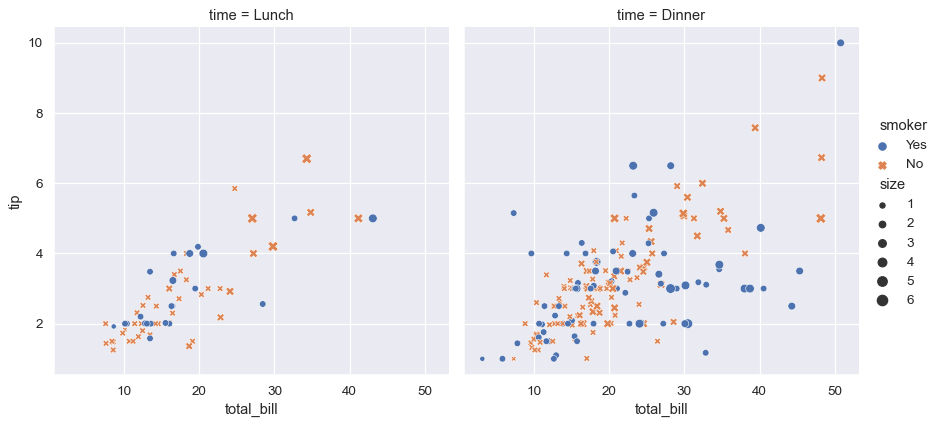 time = Lunch
time = Dinner
10
8
6
4
2
tip
10 20 30 40 50
total_bill
10 20 30 40 50
total_bill
smoker
Yes
No
size
1
2
3
4
5
6